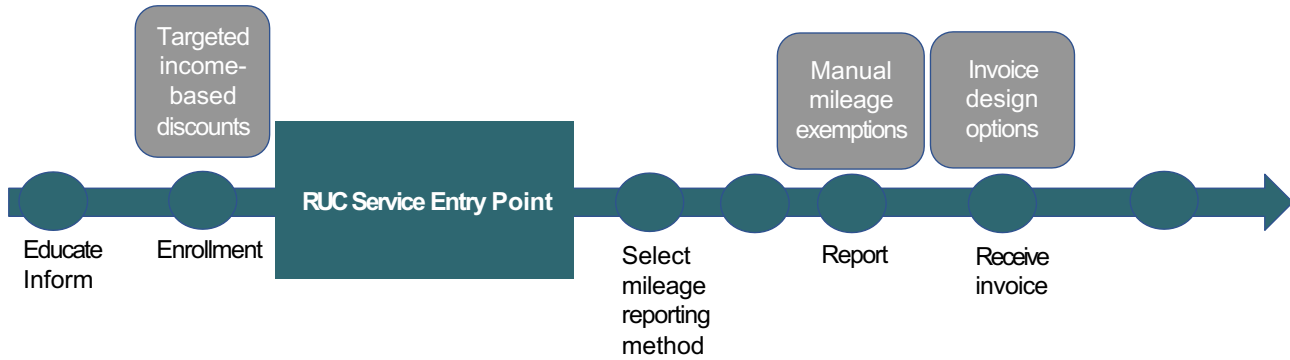 Targeted
income-
based
discounts
Manual
mileage
exemptions
Invoice
design
options
RUC Service Entry Point
Educate
Inform
Enrollment
Select
mileage
reporting
method
Report
Receive
invoice